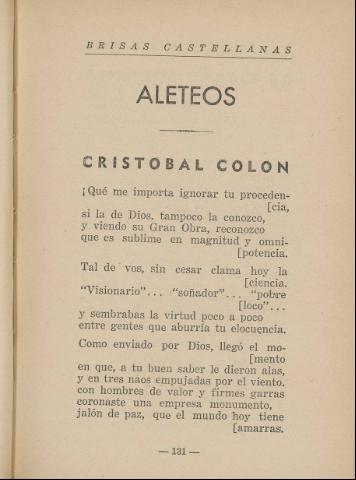 BRISAS CASTELLANAS
ALETEOS
CRISTOBAL COLON
¡Qué me importa ignorar tu proceden-
[cia,
si la de Dios, tampoco la conozco,
y viendo su Gran Obra, reconozco
que es sublime en magnitud y omni-
[potencia.
Tal de vos, sin cesar clama hoy la
[ciencia.
"Visionario"... "soñador"... "pobre
[loco"...
y sembrabas la virtud poco a poco
entre gentes que aburría tu elocuencia.
Como enviado por Dios, llegó el mo-
[mento
en que, a tu buen saber le dieron alas,
y en tres naos empujadas por el viento,
con hombres de valor y firmes garras
coronaste una empresa monumento,
jalón de paz, que el mundo hoy tiene
[amarras.
— 131 —